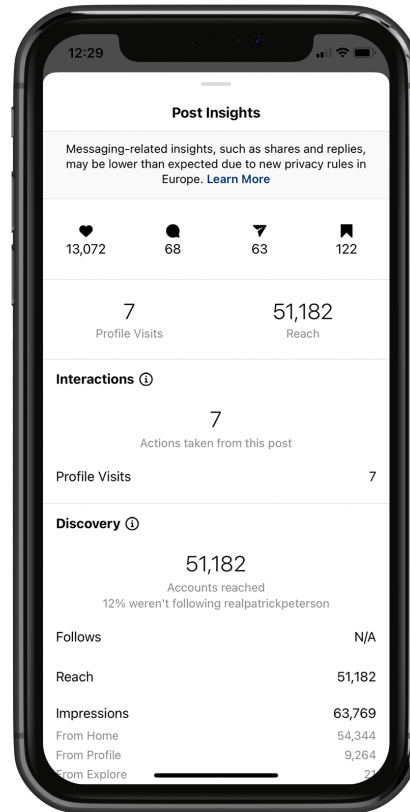 12:29
Post Insights
Messaging-related insights, such as shares and replies,
may be lower than expected due to new privacy rules in
Europe. Learn More
13,072 68 63 122
7 51,182
Profile Visits Reach
Interactions
7
Actions taken from this post
Profile Visits 7
Discovery
51,182
Accounts reached
12% weren't following realpatrickpeterson
Follows N/A
Reach 51,182
Impressions 63,769
From Home 54,344
From Profile 9,264
From Explore 21